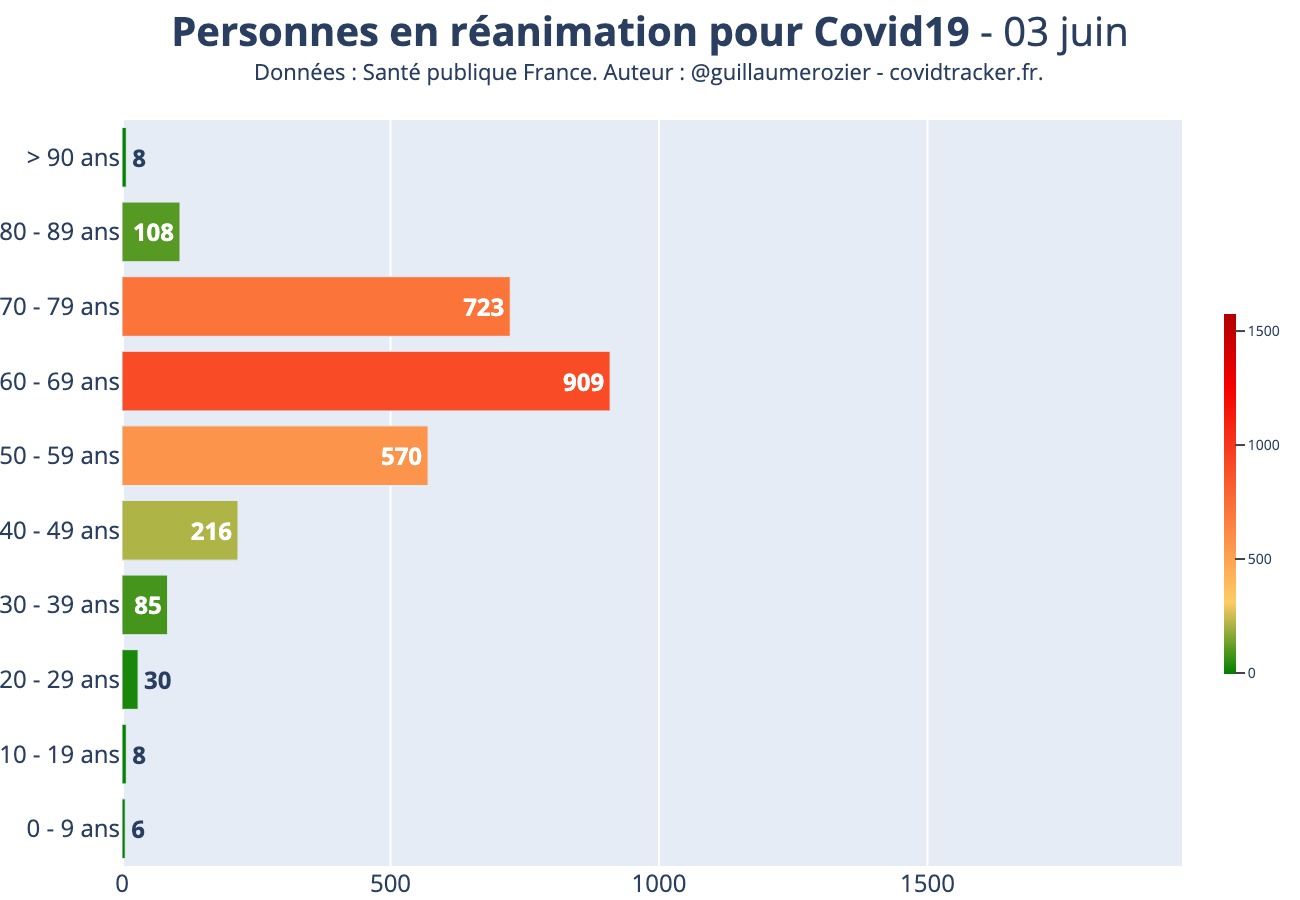 Personnes en réanimation pour Covid19 - 03 juin
Données : Santé publique France. Auteur : @guillaumerozier - covidtracker.fr.
> 90 ans 8
80 - 89 ans 108
70 - 79 ans 723
60 - 69 ans 909
50 - 59 ans 570
40 - 49 ans 216
30 - 39 ans 85
20 - 29 ans 30
10 - 19 ans 8
0 - 9 ans 6
0 500 1000 1500
1500
1000
500
0